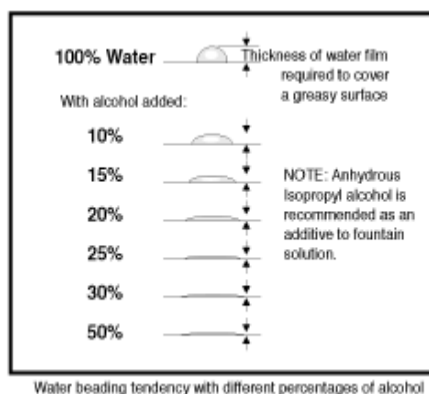 100% Water
Thickness of water film
required to cover
a greasy surface
With alcohol added:
10%
15%
20%
25%
30%
50%
NOTE: Anhydrous
Isopropyl alcohol is
recommended as an
additive to fountain
solution.
Water beading tendency with different percentages of alcohol